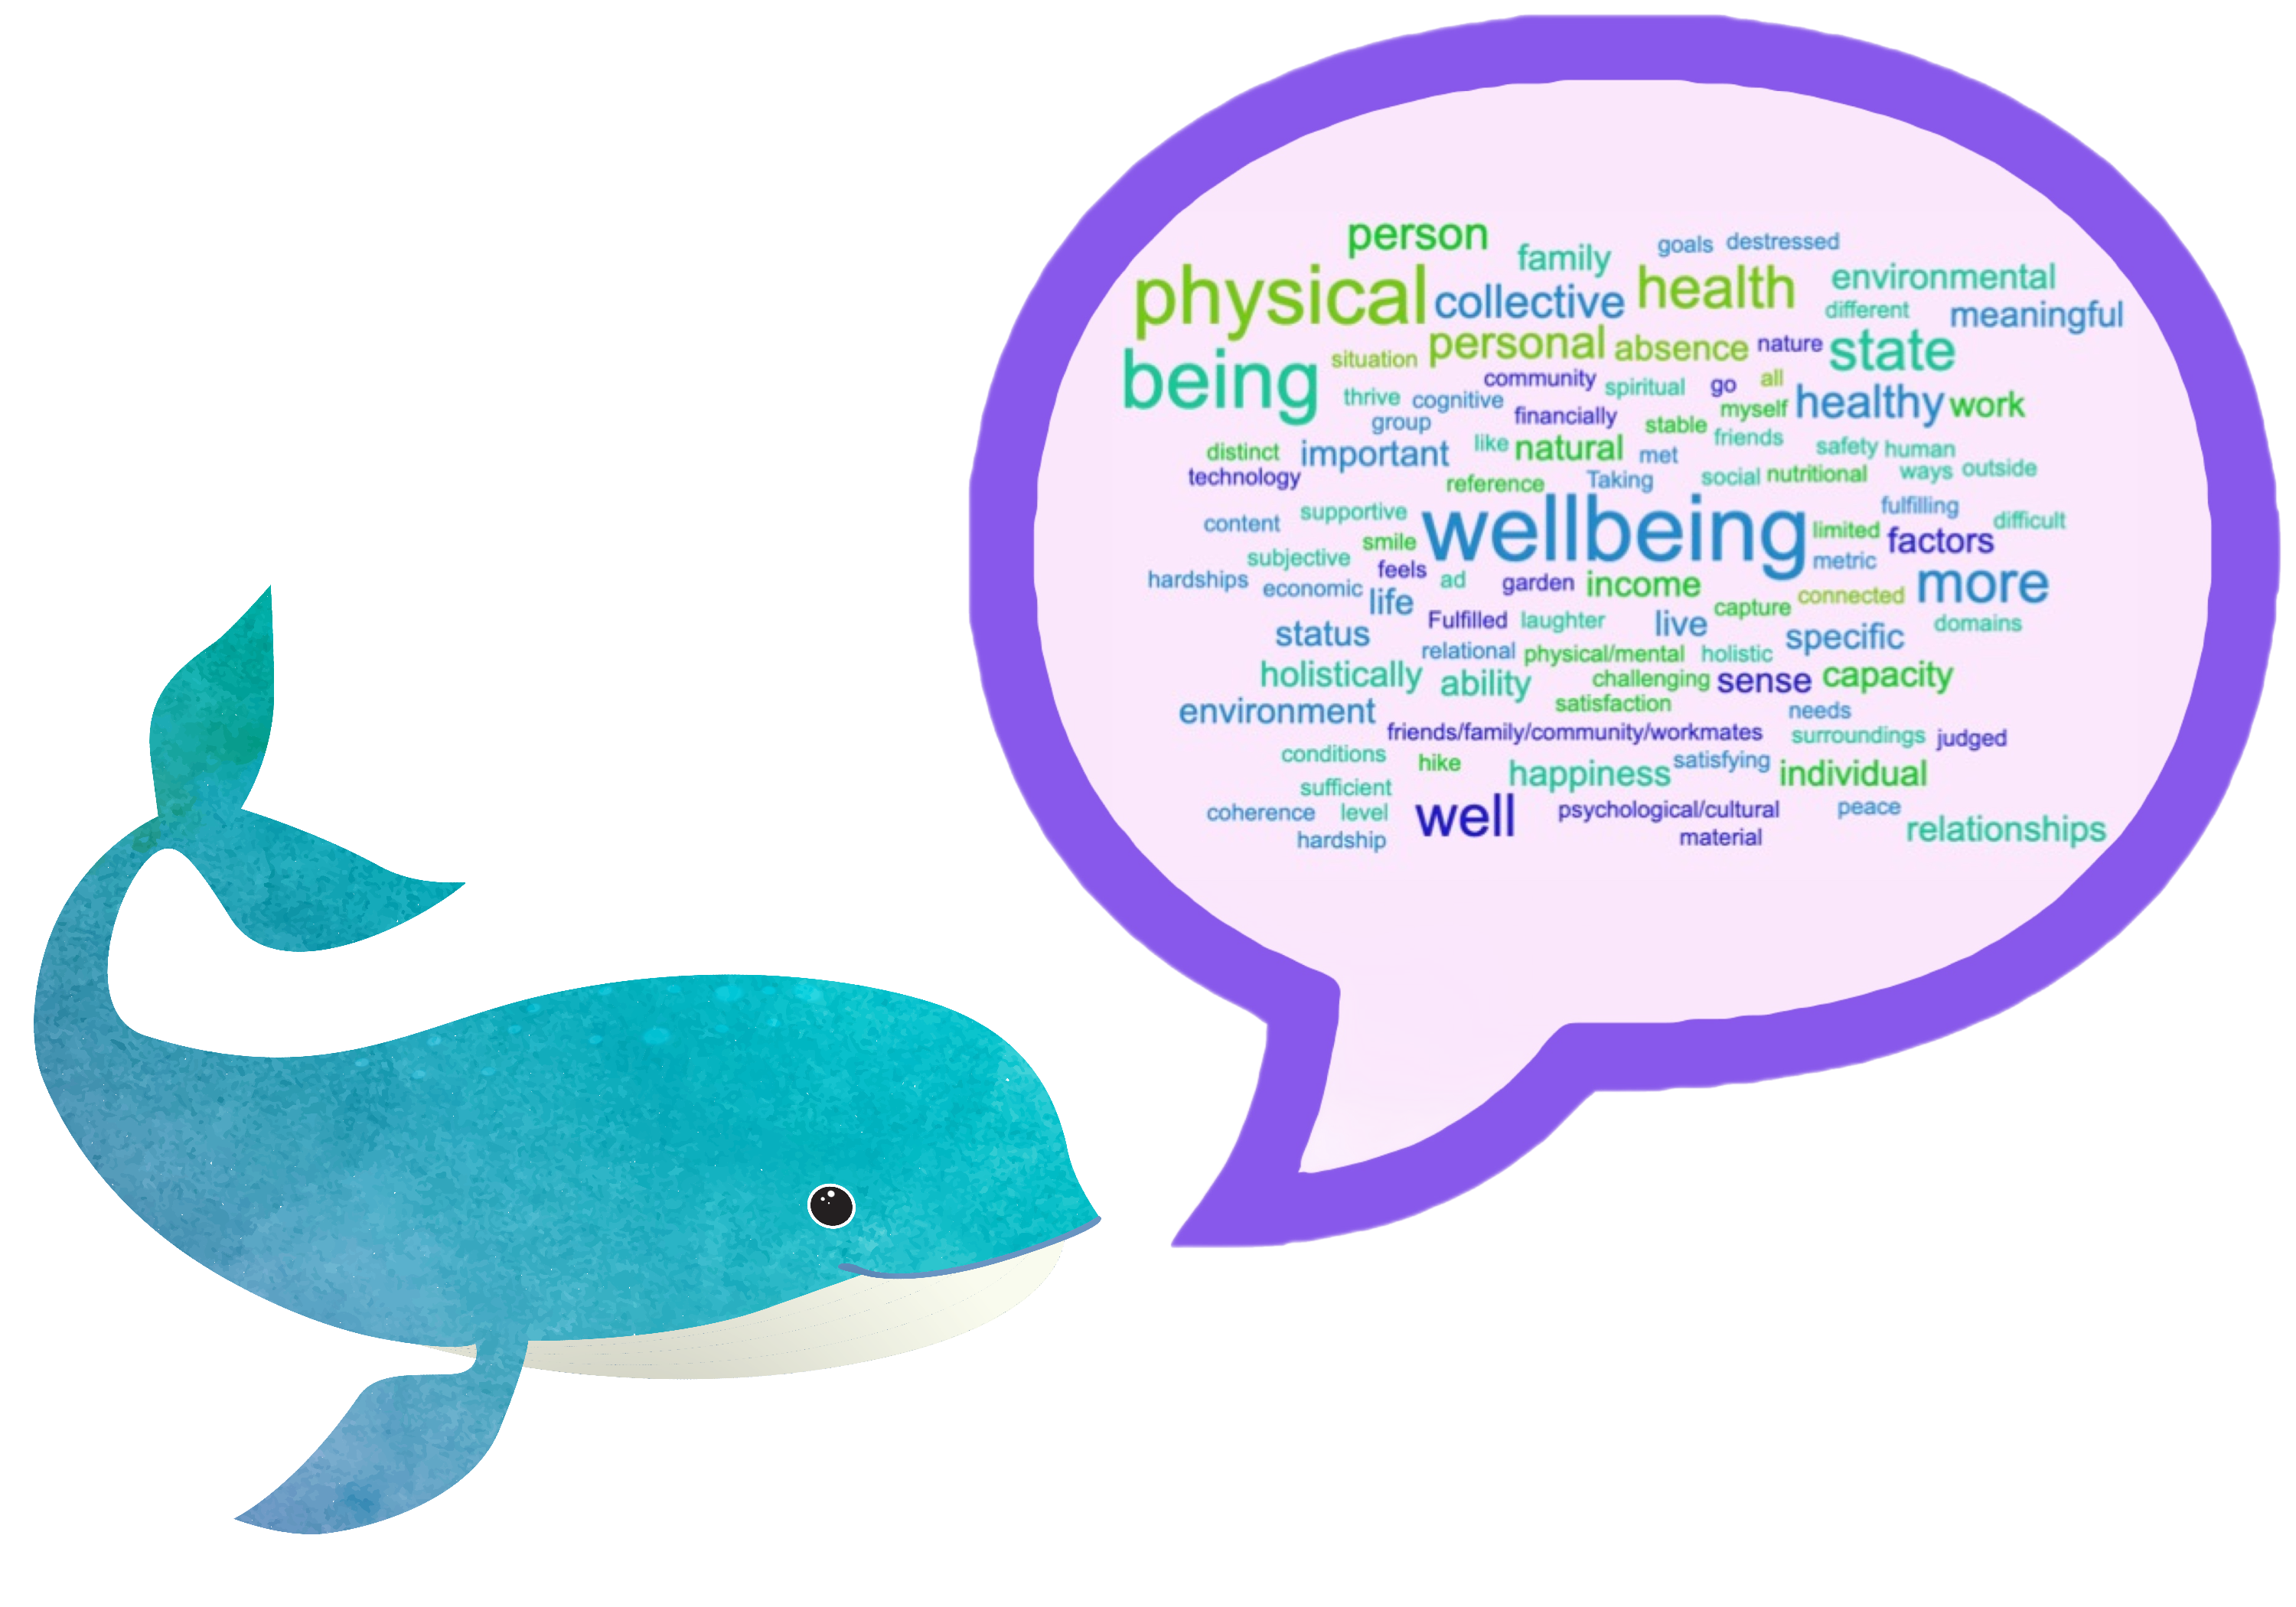 person family goals destressed
physical collective health environmental
different meaningful
being situation personal absence nature state
community spiritual go all
thrive cognitive financially myself healthy work
group stable friends
distinct important like natural met safety human
technology reference Taking social nutritional ways outside
content supportive wellbeing fulfilling
smile limited factors difficult
subjective feels metric
hardships economic ad garden income more
life capture connected
status Fulfilled laughter live specific domains
relational physical/mental holistic
holistically ability challenging sense capacity
environment satisfaction needs
friends/family/community/workmates surroundings judged
conditions hike happiness satisfying individual
sufficient
coherence level well psychological/cultural peace
hardship material relationships